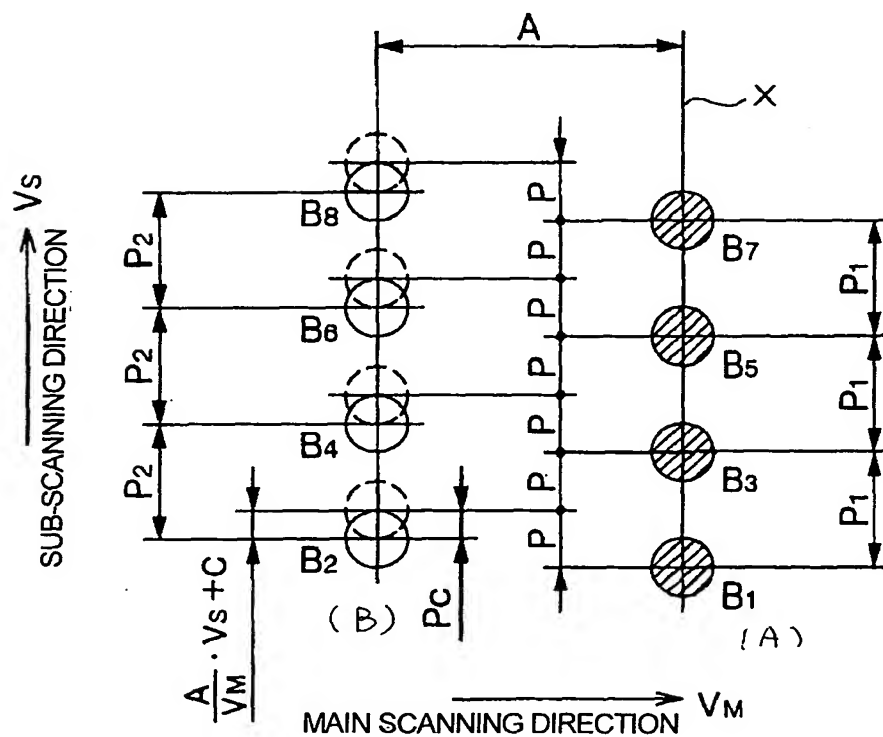 A
X
Vs
SUB-SCANNING DIRECTION
P2
P2
P2
B8
B6
B4
B2
(B)
P
P
P
P
P
P
P
B7
B5
B3
B1
(A)
P1
P1
P1
A/VM · Vs + C
Pc
MAIN SCANNING DIRECTION
VM